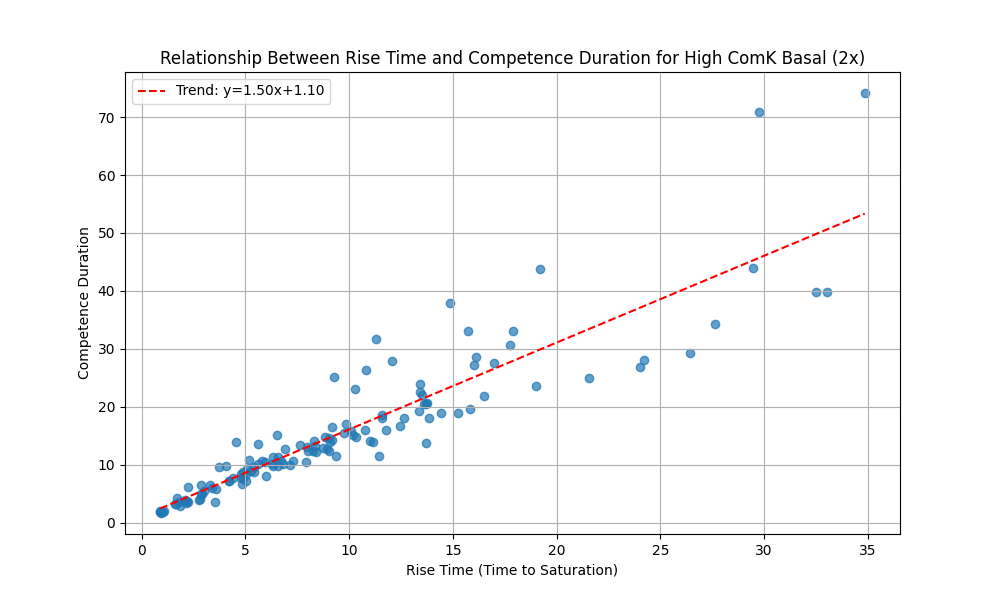 Relationship Between Rise Time and Competence Duration for High ComK Basal (2x)
Trend: y=1.50x+1.10
Competence Duration
70
60
50
40
30
20
10
0
0 5 10 15 20 25 30 35
Rise Time (Time to Saturation)